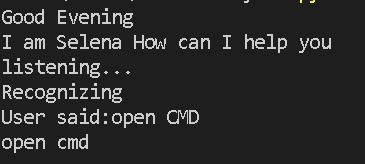 Good Evening
I am Selena How can I help you
listening...
Recognizing
User said:open CMD
open cmd